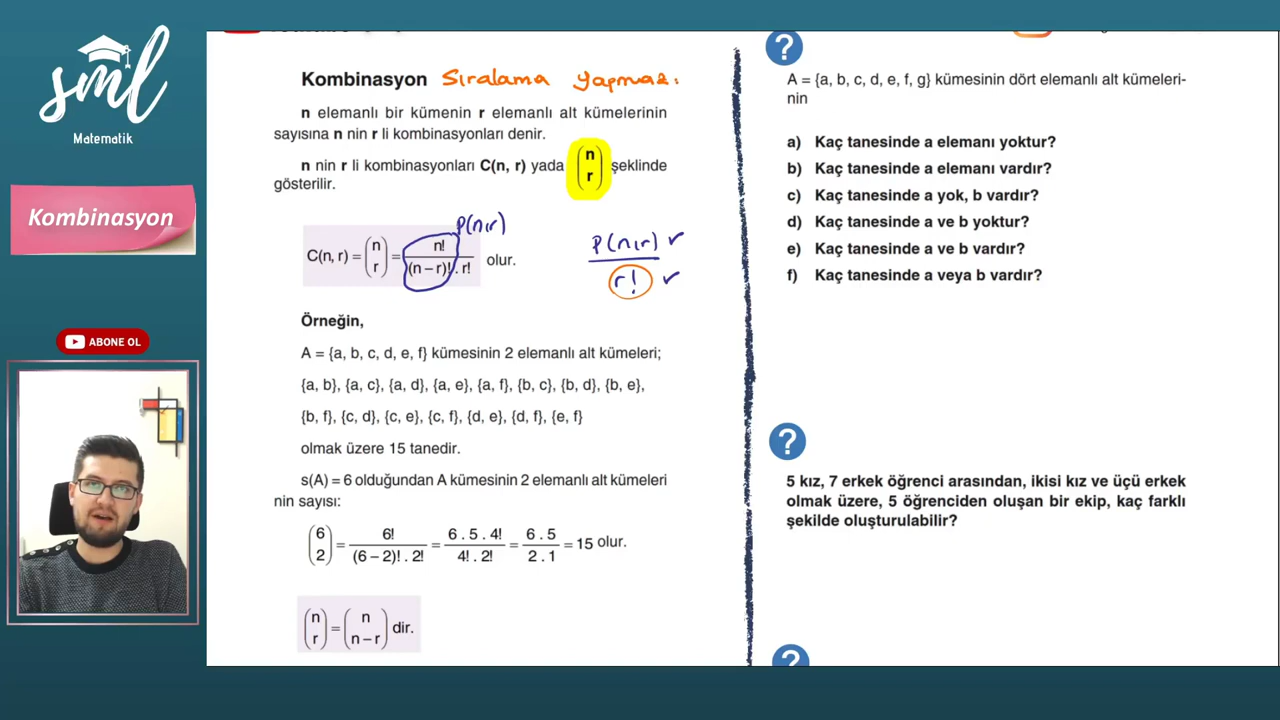 sml
Matematik
Kombinasyon
ABONE OL
Kombinasyon Sıralama yapmaz.
n elemanlı bir kümenin r elemanlı alt kümelerinin
sayısına n nin r li kombinasyonları denir.
n nin r li kombinasyonları C(n, r) yada (n r) şeklinde
gösterilir.
P(n,r)
C(n, r) = (n r) = n! / (n – r)! . r! olur.
P(n,r) ✓
r! ✓
Örneğin,
A = {a, b, c, d, e, f} kümesinin 2 elemanlı alt kümeleri;
{a, b}, {a, c}, {a, d}, {a, e}, {a, f}, {b, c}, {b, d}, {b, e},
{b, f}, {c, d}, {c, e}, {c, f}, {d, e}, {d, f}, {e, f}
olmak üzere 15 tanedir.
s(A) = 6 olduğundan A kümesinin 2 elemanlı alt kümeleri
nin sayısı:
(6 2) = 6! / (6 – 2)! . 2! = 6 . 5 . 4! / 4! . 2! = 6 . 5 / 2 . 1 = 15 olur.
(n r) = (n n – r) dir.
?
A = {a, b, c, d, e, f, g} kümesinin dört elemanlı alt kümeleri-
nin
a) Kaç tanesinde a elemanı yoktur?
b) Kaç tanesinde a elemanı vardır?
c) Kaç tanesinde a yok, b vardır?
d) Kaç tanesinde a ve b yoktur?
e) Kaç tanesinde a ve b vardır?
f) Kaç tanesinde a veya b vardır?
?
5 kız, 7 erkek öğrenci arasından, ikisi kız ve üçü erkek
olmak üzere, 5 öğrenciden oluşan bir ekip, kaç farklı
şekilde oluşturulabilir?
?